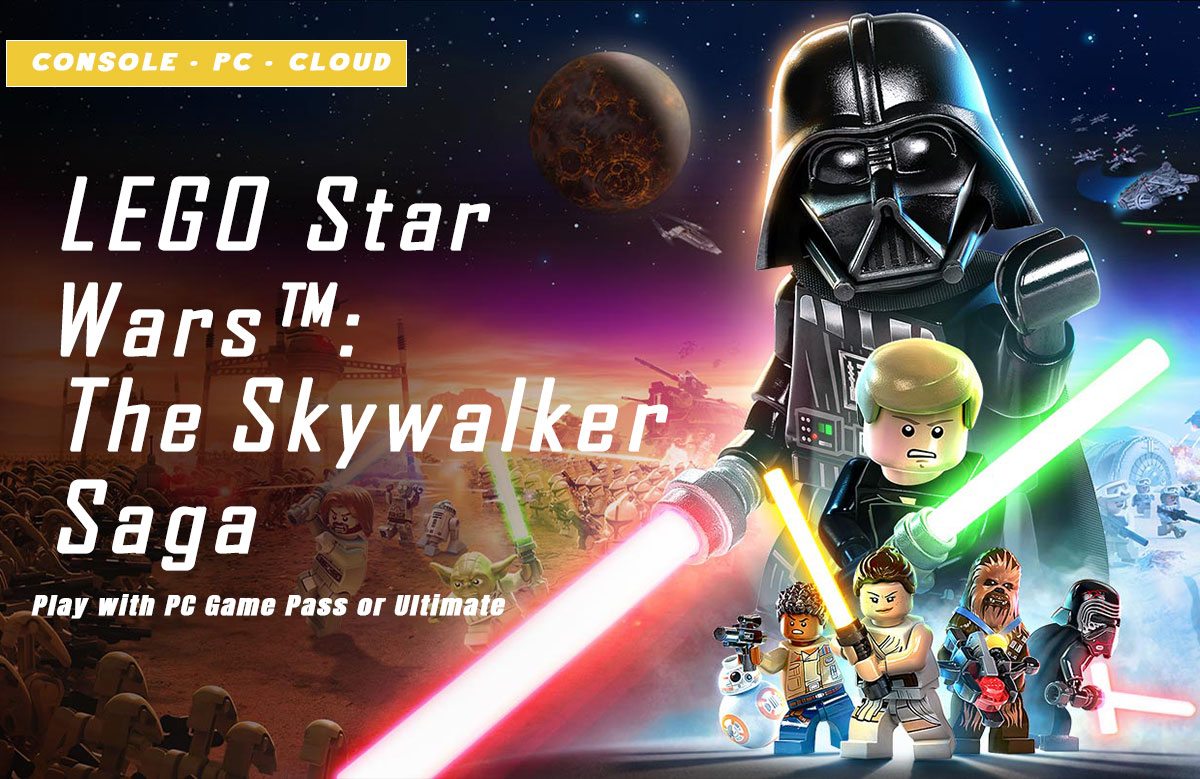 CONSOLE - PC - CLOUD
LEGO Star
Wars™:
The Skywalker
Saga
Play with PC Game Pass or Ultimate